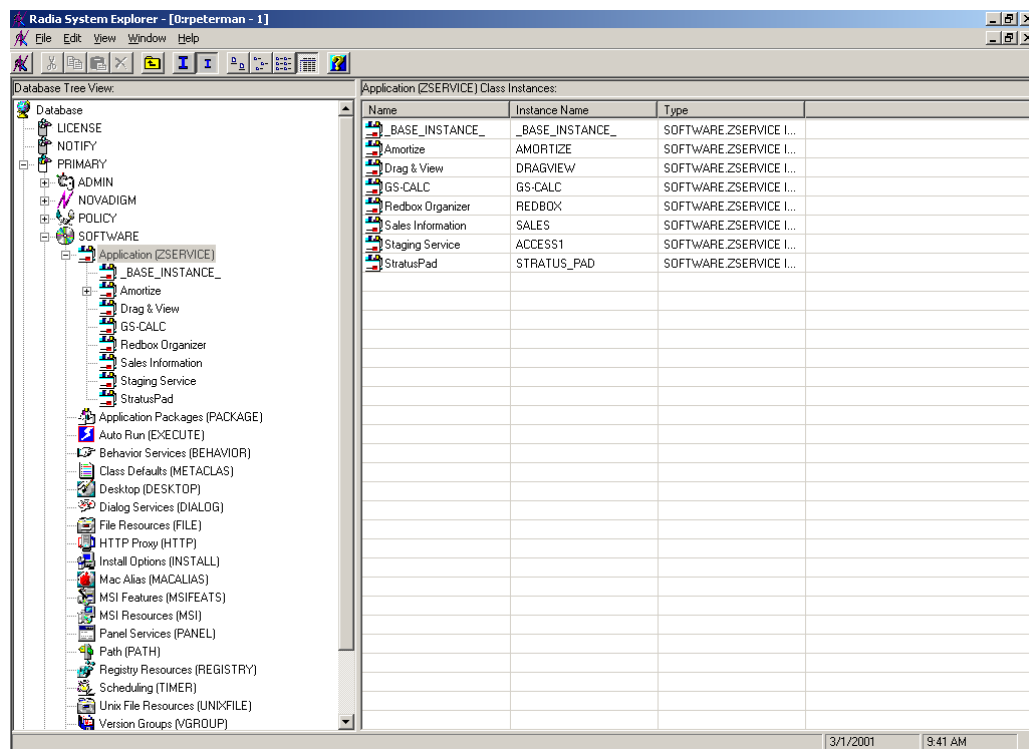 Radia System Explorer - [0:rpeterman - 1]
File Edit View Window Help
Database Tree View:
Application (ZSERVICE) Class Instances:
Database
LICENSE
NOTIFY
PRIMARY
ADMIN
NOVADIGM
POLICY
SOFTWARE
Application (ZSERVICE)
_BASE_INSTANCE_
Amortize
Drag & View
GS-CALC
Redbox Organizer
Sales Information
Staging Service
StratusPad
Application Packages (PACKAGE)
Auto Run (EXECUTE)
Behavior Services (BEHAVIOR)
Class Defaults (METACLAS)
Desktop (DESKTOP)
Dialog Services (DIALOG)
File Resources (FILE)
HTTP Proxy (HTTP)
Install Options (INSTALL)
Mac Alias (MACALIAS)
MSI Features (MSIFEATS)
MSI Resources (MSI)
Panel Services (PANEL)
Path (PATH)
Registry Resources (REGISTRY)
Scheduling (TIMER)
Unix File Resources (UNIXFILE)
Version Groups (VGROUP)
Name Instance Name Type
_BASE_INSTANCE_ _BASE_INSTANCE_ SOFTWARE.ZSERVICE I...
Amortize AMORTIZE SOFTWARE.ZSERVICE I...
Drag & View DRAGVIEW SOFTWARE.ZSERVICE I...
GS-CALC GS-CALC SOFTWARE.ZSERVICE I...
Redbox Organizer REDBOX SOFTWARE.ZSERVICE I...
Sales Information SALES SOFTWARE.ZSERVICE I...
Staging Service ACCESS1 SOFTWARE.ZSERVICE I...
StratusPad STRATUS_PAD SOFTWARE.ZSERVICE I...
3/1/2001 9:41 AM